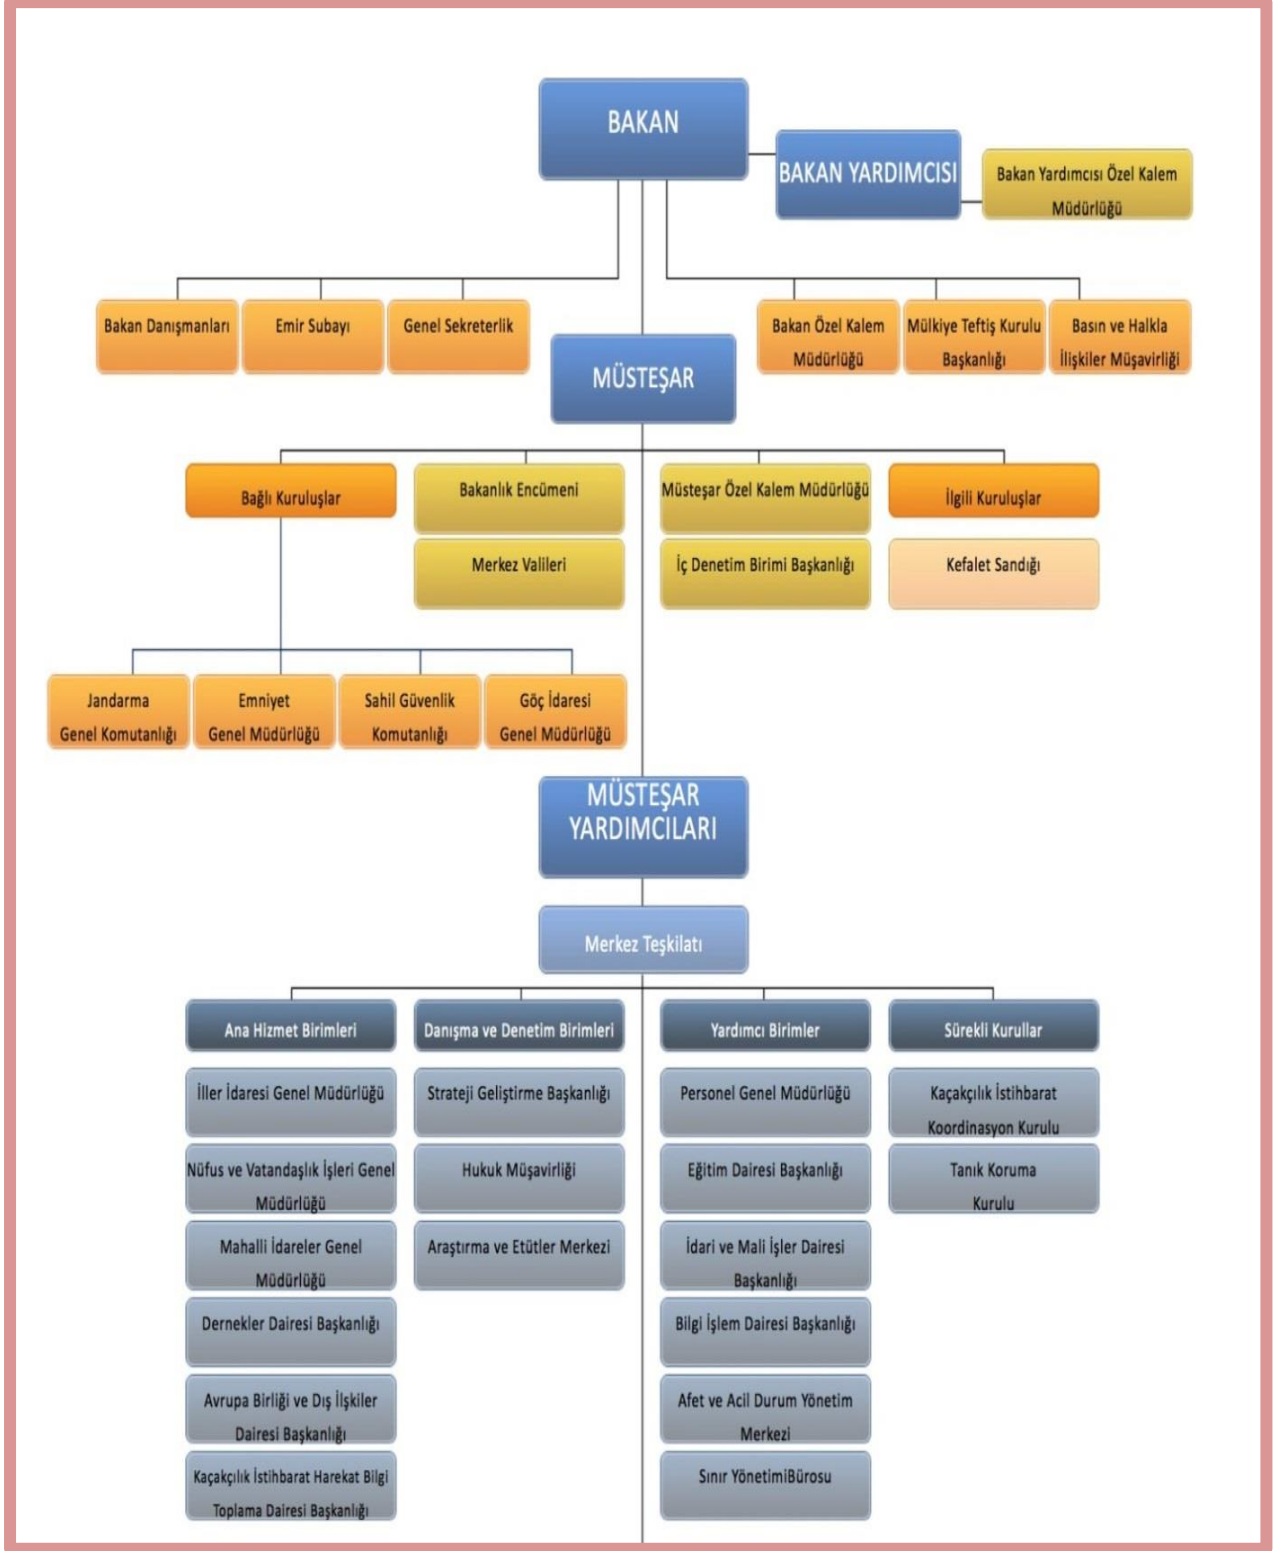 BAKAN
BAKAN YARDIMCISI
Bakan Yardımcısı Özel Kalem
Müdürlüğü
Bakan Danışmanları
Emir Subayı
Genel Sekreterlik
Bakan Özel Kalem
Müdürlüğü
Mülkiye Teftiş Kurulu
Başkanlığı
Basın ve Halkla
İlişkiler Müşavirliği
MÜSTEŞAR
Bağlı Kuruluşlar
Bakanlık Encümeni
Müsteşar Özel Kalem Müdürlüğü
İlgili Kuruluşlar
Merkez Valileri
İç Denetim Birimi Başkanlığı
Kefalet Sandığı
Jandarma
Genel Komutanlığı
Emniyet
Genel Müdürlüğü
Sahil Güvenlik
Komutanlığı
Göç İdaresi
Genel Müdürlüğü
MÜSTEŞAR
YARDIMCILARI
Merkez Teşkilatı
Ana Hizmet Birimleri
İller İdaresi Genel Müdürlüğü
Nüfus ve Vatandaşlık İşleri Genel
Müdürlüğü
Mahalli İdareler Genel
Müdürlüğü
Dernekler Dairesi Başkanlığı
Avrupa Birliği ve Dış İlşkiler
Dairesi Başkanlığı
Kaçakçılık İstihbarat Harekat Bilgi
Toplama Dairesi Başkanlığı
Danışma ve Denetim Birimleri
Strateji Geliştirme Başkanlığı
Hukuk Müşavirliği
Araştırma ve Etütler Merkezi
Yardımcı Birimler
Personel Genel Müdürlüğü
Eğitim Dairesi Başkanlığı
İdari ve Mali İşler Dairesi
Başkanlığı
Bilgi İşlem Dairesi Başkanlığı
Afet ve Acil Durum Yönetim
Merkezi
Sınır YönetimiBürosu
Sürekli Kurullar
Kaçakçılık İstihbarat
Koordinasyon Kurulu
Tanık Koruma
Kurulu